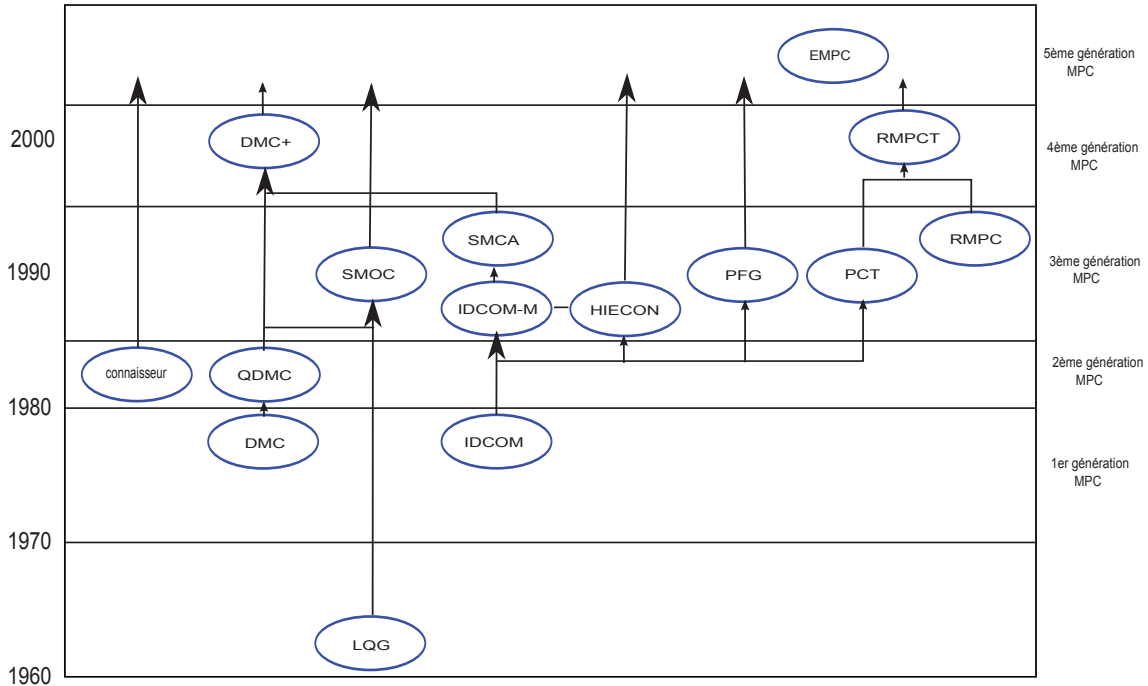 EMPC
5ème génération
MPC
2000
DMC+
RMPCT
4ème génération
MPC
SMCA
RMPC
1990
SMOC
PFG
PCT
3ème génération
MPC
IDCOM-M
HIECON
connaisseur
QDMC
2ème génération
MPC
1980
DMC
IDCOM
1er génération
MPC
1970
LQG
1960